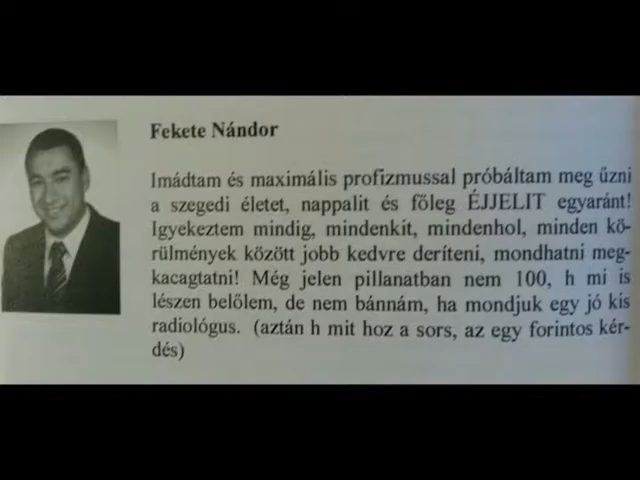 Fekete Nándor
Imádtam és maximális profizmussal próbáltam meg űzni
a szegedi életet, nappalit és főleg ÉJJELIT egyaránt!
Igyekeztem mindig, mindenkit, mindenhol, minden kö-
rülmények között jobb kedvre deríteni, mondhatni meg-
kacagtatni! Még jelen pillanatban nem 100, h mi is
lészen belőlem, de nem bánnám, ha mondjuk egy jó kis
radiológus. (aztán h mit hoz a sors, az egy forintos kér-
dés)